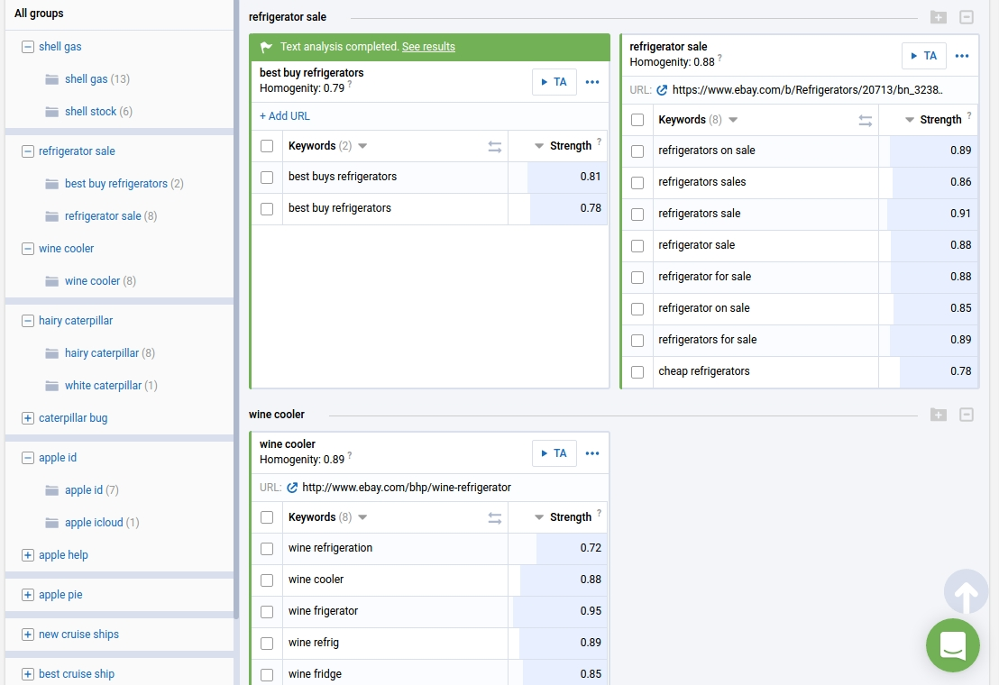 All groups
shell gas
shell gas (13)
shell stock (6)
refrigerator sale
best buy refrigerators (2)
refrigerator sale (8)
wine cooler
wine cooler (8)
hairy caterpillar
hairy caterpillar (8)
white caterpillar (1)
caterpillar bug
apple id
apple id (7)
apple icloud (1)
apple help
apple pie
new cruise ships
best cruise ship
refrigerator sale
Text analysis completed. See results
best buy refrigerators
Homogenity: 0.79 ?
TA
+ Add URL
Keywords (2)
Strength ?
best buys refrigerators 0.81
best buy refrigerators 0.78
refrigerator sale
Homogenity: 0.88 ?
TA
URL: https://www.ebay.com/b/Refrigerators/20713/bn_3238..
Keywords (8)
Strength ?
refrigerators on sale 0.89
refrigerators sales 0.86
refrigerators sale 0.91
refrigerator sale 0.88
refrigerator for sale 0.88
refrigerator on sale 0.85
refrigerators for sale 0.89
cheap refrigerators 0.78
wine cooler
wine cooler
Homogenity: 0.89 ?
TA
URL: http://www.ebay.com/bhp/wine-refrigerator
Keywords (8)
Strength ?
wine refrigeration 0.72
wine cooler 0.88
wine frigerator 0.95
wine refrig 0.89
wine fridge 0.85